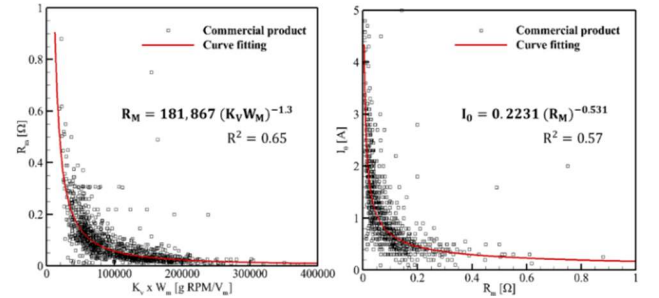 1
0.8
0.6
0.4
0.2
0
R_m [Ω]
Commercial product
Curve fitting
R_M = 181,867 (K_V W_M)^−1.3
R² = 0.65
0 100000 200000 300000 400000
K_v x W_m [g RPM/V_m]
5
4
3
2
1
0
I_0 [A]
Commercial product
Curve fitting
I_0 = 0.2231 (R_M)^−0.531
R² = 0.57
0 0.2 0.4 0.6 0.8 1
R_m [Ω]